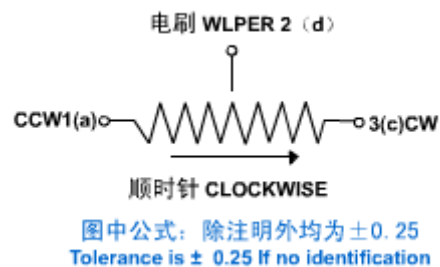 电刷 WLPER 2（d）
CCW1(a) 3(c)CW
顺时针 CLOCKWISE
图中公式：除注明外均为±0.25
Tolerance is ± 0.25 If no identification